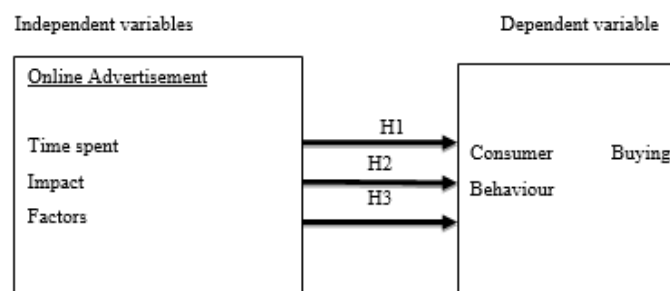 Independent variables
Dependent variable
Online Advertisement
Time spent
Impact
Factors
H1
H2
H3
Consumer Buying
Behaviour